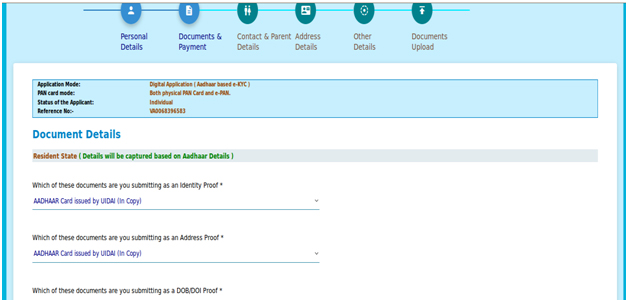 Personal Details
Documents & Payment
Contact & Parent Details
Address Details
Other Details
Documents Upload
Application Mode: Digital Application ( Aadhaar based e-KYC )
PAN card mode: Both physical PAN Card and e-PAN.
Status of the Applicant: Individual
Reference No:- VA0068396583
Document Details
Resident State ( Details will be captured based on Aadhaar Details )
Which of these documents are you submitting as an Identity Proof *
AADHAAR Card issued by UIDAI (In Copy)
Which of these documents are you submitting as an Address Proof *
AADHAAR Card issued by UIDAI (In Copy)
Which of these documents are you submitting as a DOB/DOI Proof *